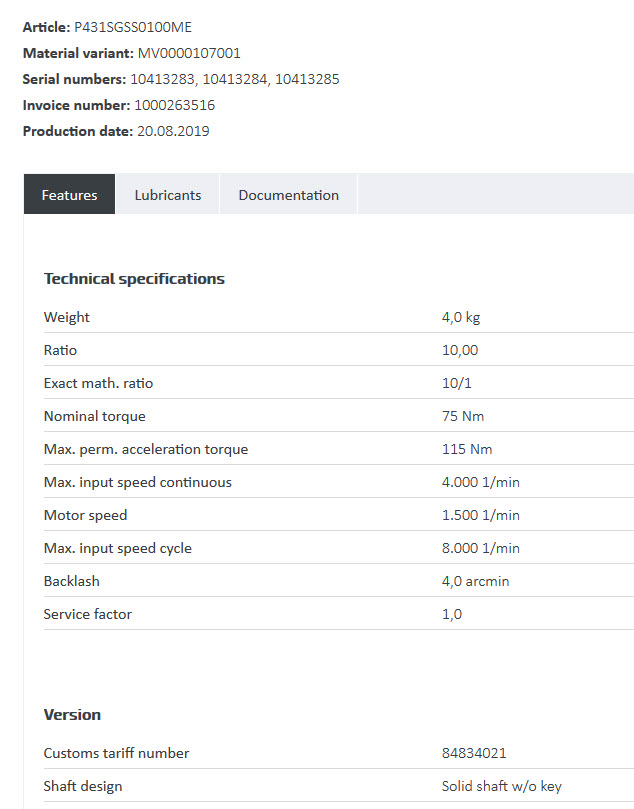 Article: P431SGSS0100ME
Material variant: MV0000107001
Serial numbers: 10413283, 10413284, 10413285
Invoice number: 1000263516
Production date: 20.08.2019
Features Lubricants Documentation
Technical specifications
Weight 4,0 kg
Ratio 10,00
Exact math. ratio 10/1
Nominal torque 75 Nm
Max. perm. acceleration torque 115 Nm
Max. input speed continuous 4.000 1/min
Motor speed 1.500 1/min
Max. input speed cycle 8.000 1/min
Backlash 4,0 arcmin
Service factor 1,0
Version
Customs tariff number 84834021
Shaft design Solid shaft w/o key